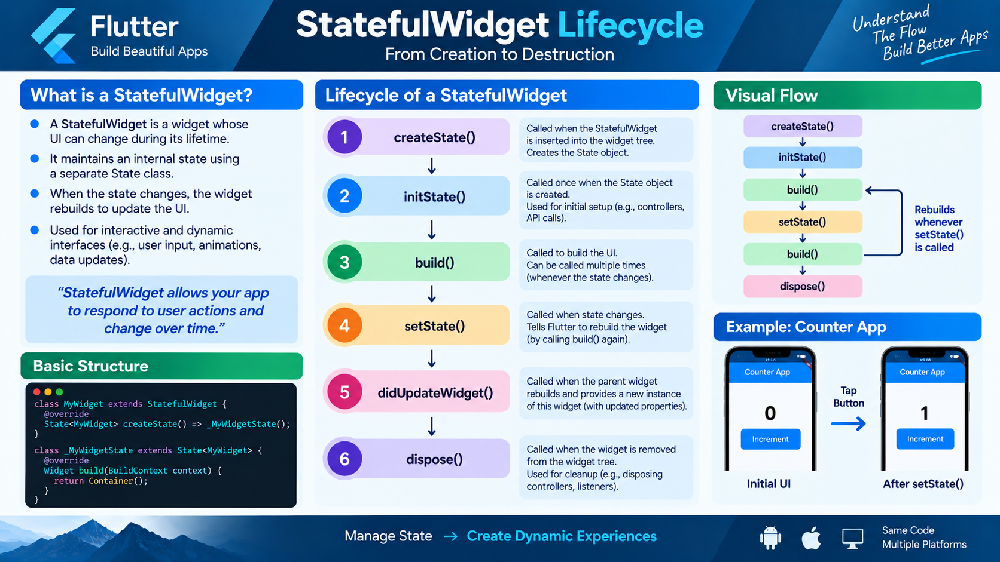 Flutter
Build Beautiful Apps
StatefulWidget Lifecycle
From Creation to Destruction
Understand
The Flow
Build Better Apps
What is a StatefulWidget?
A StatefulWidget is a widget whose
UI can change during its lifetime.
It maintains an internal state using
a separate State class.
When the state changes, the widget
rebuilds to update the UI.
Used for interactive and dynamic
interfaces (e.g., user input, animations,
data updates).
“StatefulWidget allows your app
to respond to user actions and
change over time.”
Basic Structure
class MyWidget extends StatefulWidget {
@override
State<MyWidget> createState() => _MyWidgetState();
}
class _MyWidgetState extends State<MyWidget> {
@override
Widget build(BuildContext context) {
return Container();
}
}
Lifecycle of a StatefulWidget
1
createState()
Called when the StatefulWidget
is inserted into the widget tree.
Creates the State object.
2
initState()
Called once when the State object
is created.
Used for initial setup (e.g., controllers,
API calls).
3
build()
Called to build the UI.
Can be called multiple times
(whenever the state changes).
4
setState()
Called when state changes.
Tells Flutter to rebuild the widget
(by calling build() again).
5
didUpdateWidget()
Called when the parent widget
rebuilds and provides a new instance
of this widget (with updated properties).
6
dispose()
Called when the widget is removed
from the widget tree.
Used for cleanup (e.g., disposing
controllers, listeners).
Visual Flow
createState()
initState()
build()
setState()
build()
dispose()
Rebuilds
whenever
setState()
is called
Example: Counter App
Counter App
0
Increment
Initial UI
Tap
Button
Counter App
1
Increment
After setState()
Manage State → Create Dynamic Experiences
Same Code
Multiple Platforms